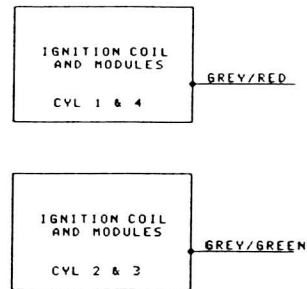 IGNITION COIL
AND MODULES
CYL 1 & 4
GREY/RED
IGNITION COIL
AND MODULES
CYL 2 & 3
GREY/GREEN